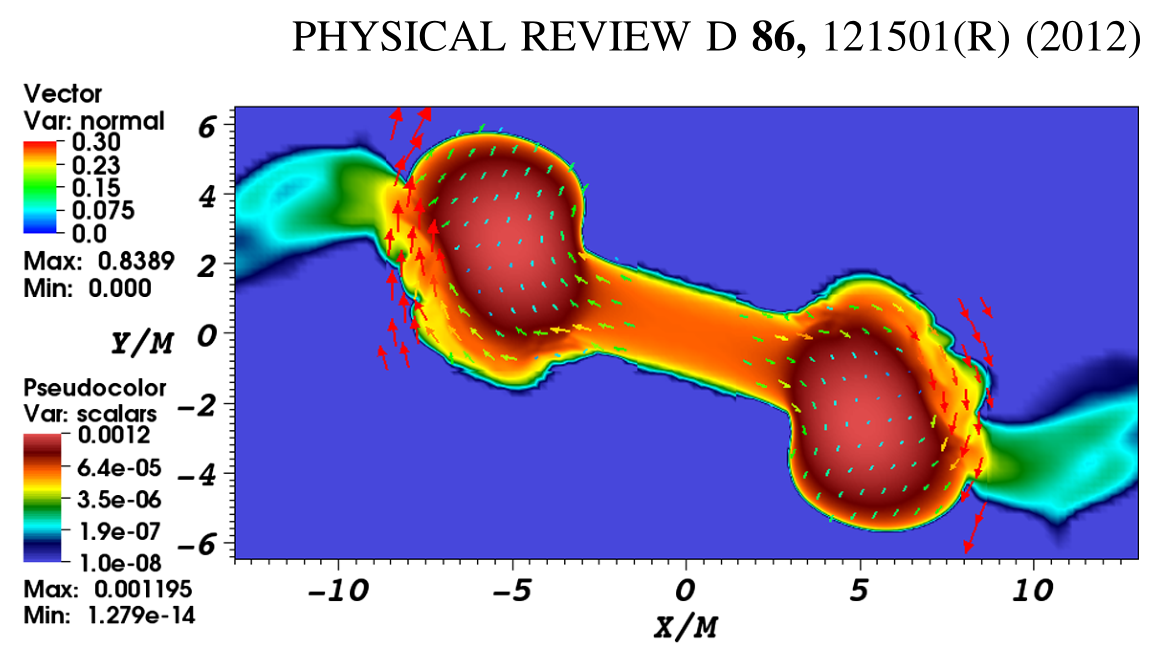 PHYSICAL REVIEW D 86, 121501(R) (2012)
Vector
Var: normal
0.30
0.23
0.15
0.075
0.0
Max: 0.8389
Min: 0.000
Pseudocolor
Var: scalars
0.0012
6.4e-05
3.5e-06
1.9e-07
1.0e-08
Max: 0.001195
Min: 1.279e-14
Y/M
6
4
2
0
−2
−4
−6
−10 −5 0 5 10
X/M